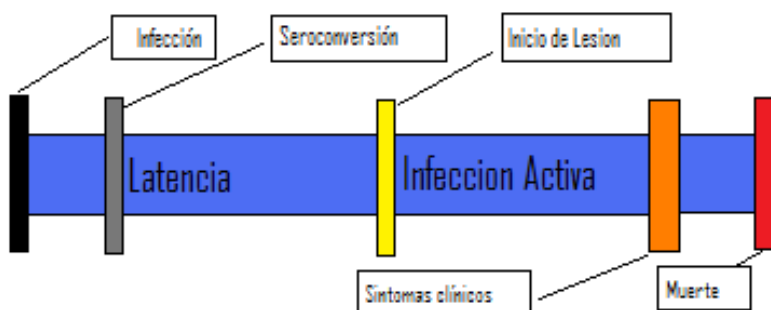 Infección
Seroconversión
Inicio de Lesion
Latencia
Infeccion Activa
Sintomas clínicos
Muerte